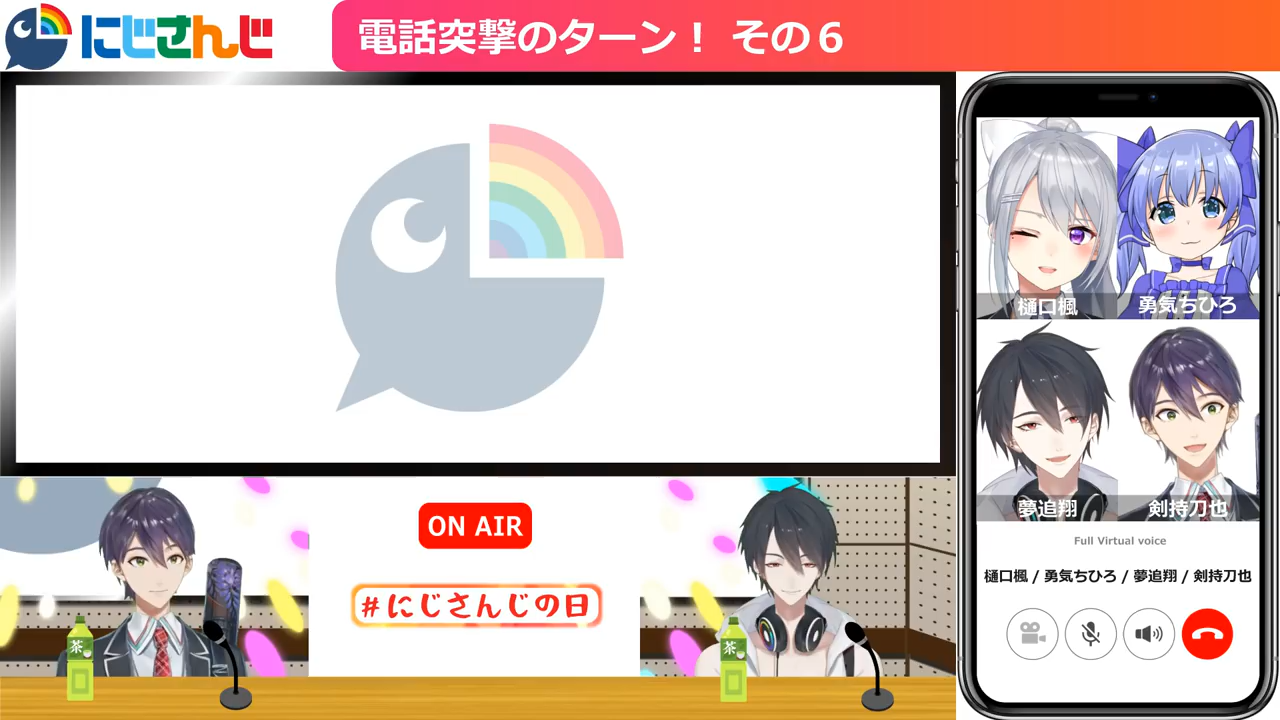 にじさんじ
電話突撃のターン！ その６
樋口楓
勇気ちひろ
夢追翔
剣持刀也
Full Virtual voice
樋口楓 / 勇気ちひろ / 夢追翔 / 剣持刀也
ON AIR
#にじさんじの日
茶
茶